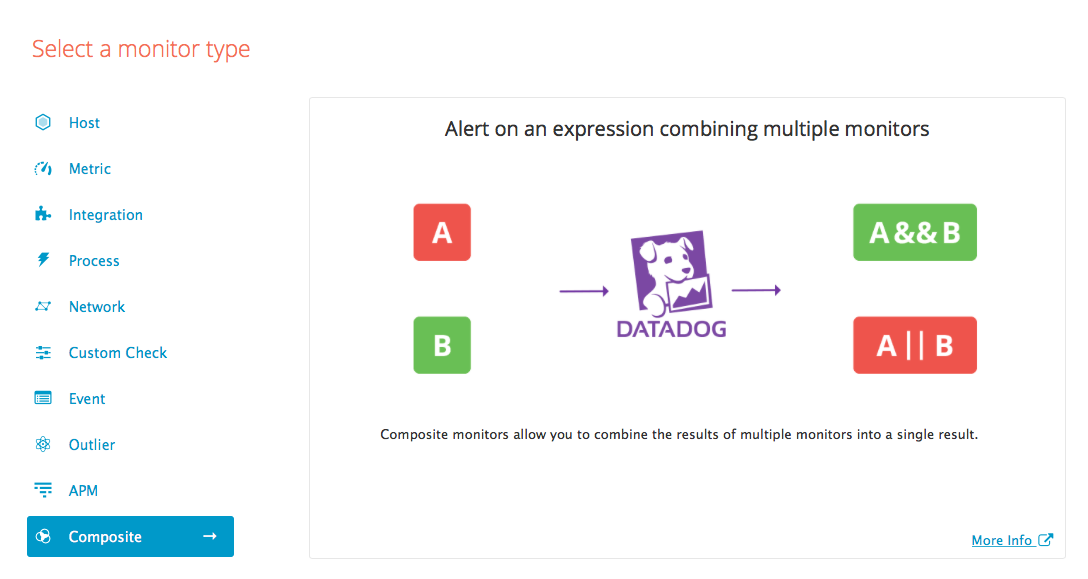 Select a monitor type
Host
Metric
Integration
Process
Network
Custom Check
Event
Outlier
APM
Composite
Alert on an expression combining multiple monitors
A
B
DATADOG
A && B
A || B
Composite monitors allow you to combine the results of multiple monitors into a single result.
More Info